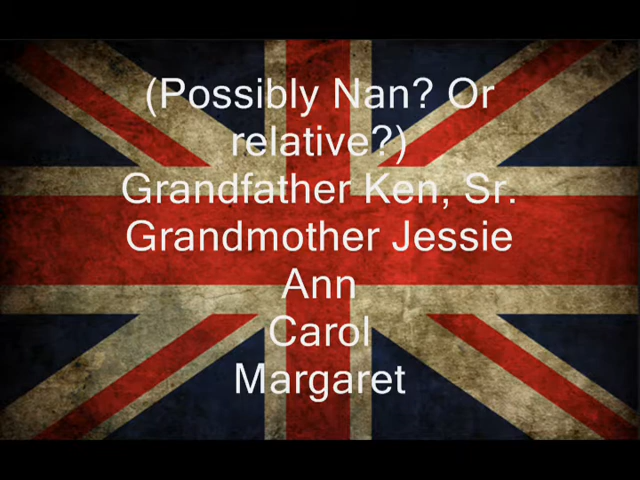 (Possibly Nan? Or
relative?)
Grandfather Ken, Sr.
Grandmother Jessie
Ann
Carol
Margaret